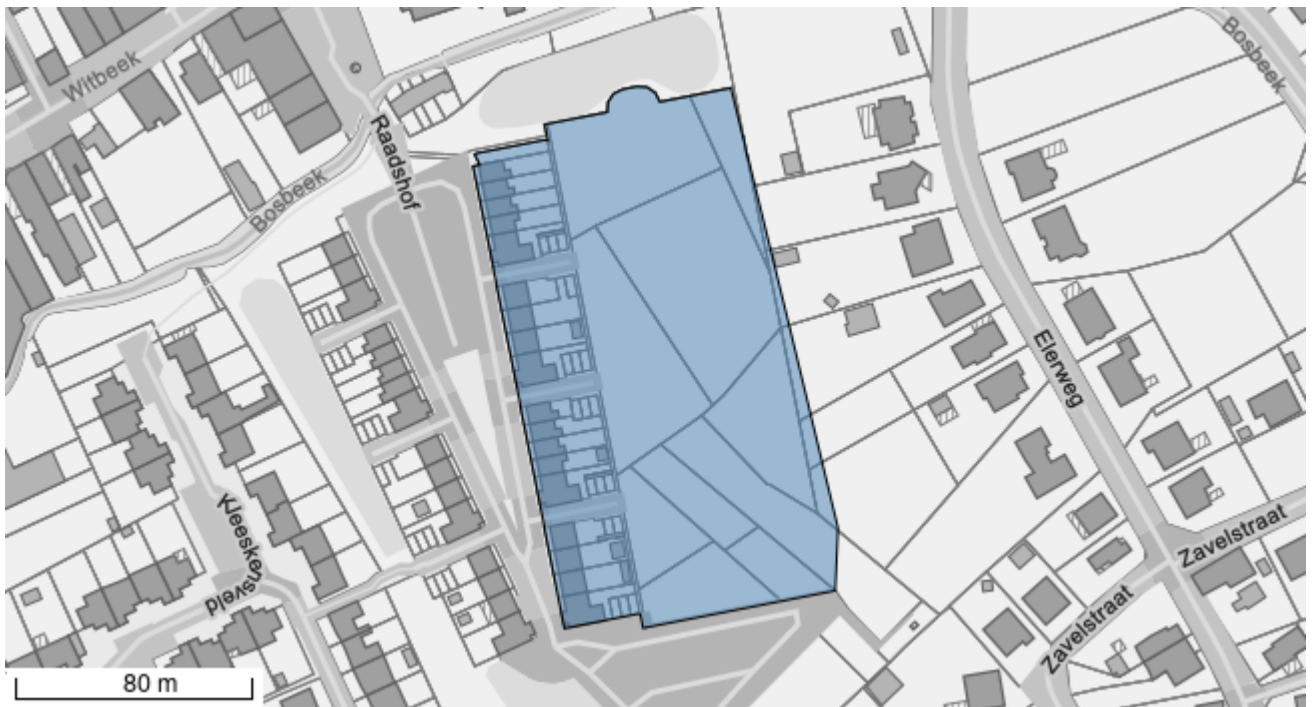 Witbeek
Bosbeek
Raadshof
Bosbeek
Elerweg
Kleeskensveld
Zavelstraat
Zavelstraat
80 m